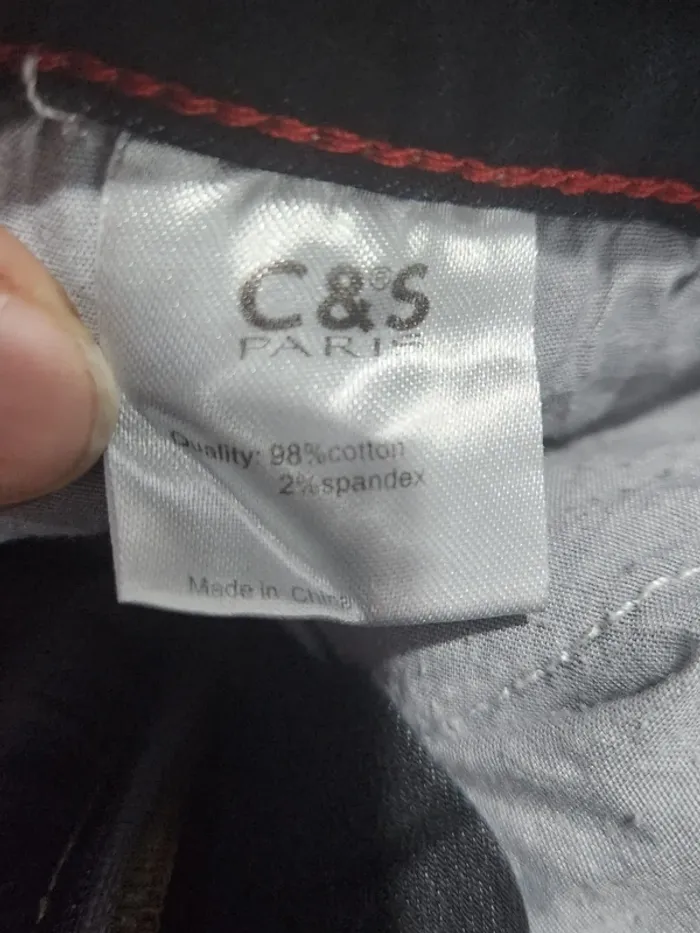 C&®S
PARIS
Quality: 98%cotton
2%spandex
Made in China